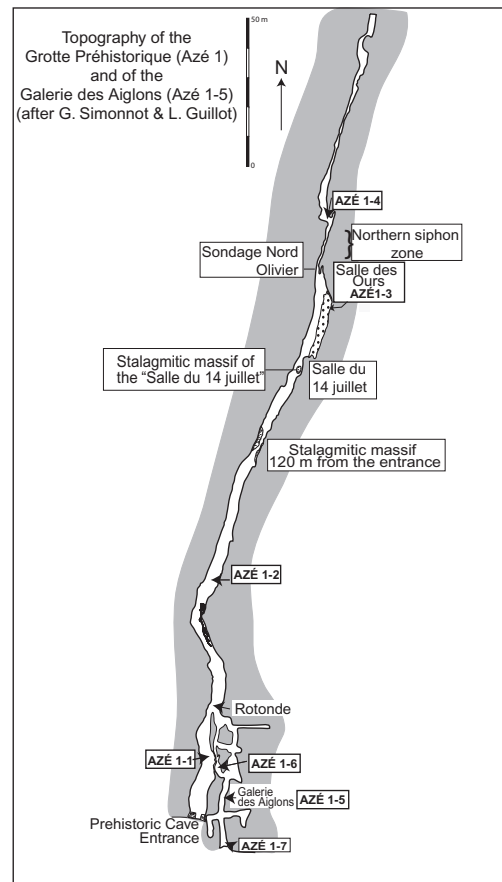 Topography of the
Grotte Préhistorique (Azé 1)
and of the
Galerie des Aiglons (Azé 1-5)
(after G. Simonnot & L. Guillot)
50 m
N
0
AZÉ 1-4
Northern siphon
zone
Sondage Nord
Olivier
Salle des
Ours
AZÉ1-3
Stalagmitic massif of
the “Salle du 14 juillet”
Salle du
14 juillet
Stalagmitic massif
120 m from the entrance
AZÉ 1-2
Rotonde
AZÉ 1-1
AZÉ 1-6
Galerie
des Aiglons
AZÉ 1-5
Prehistoric Cave
Entrance
AZÉ 1-7